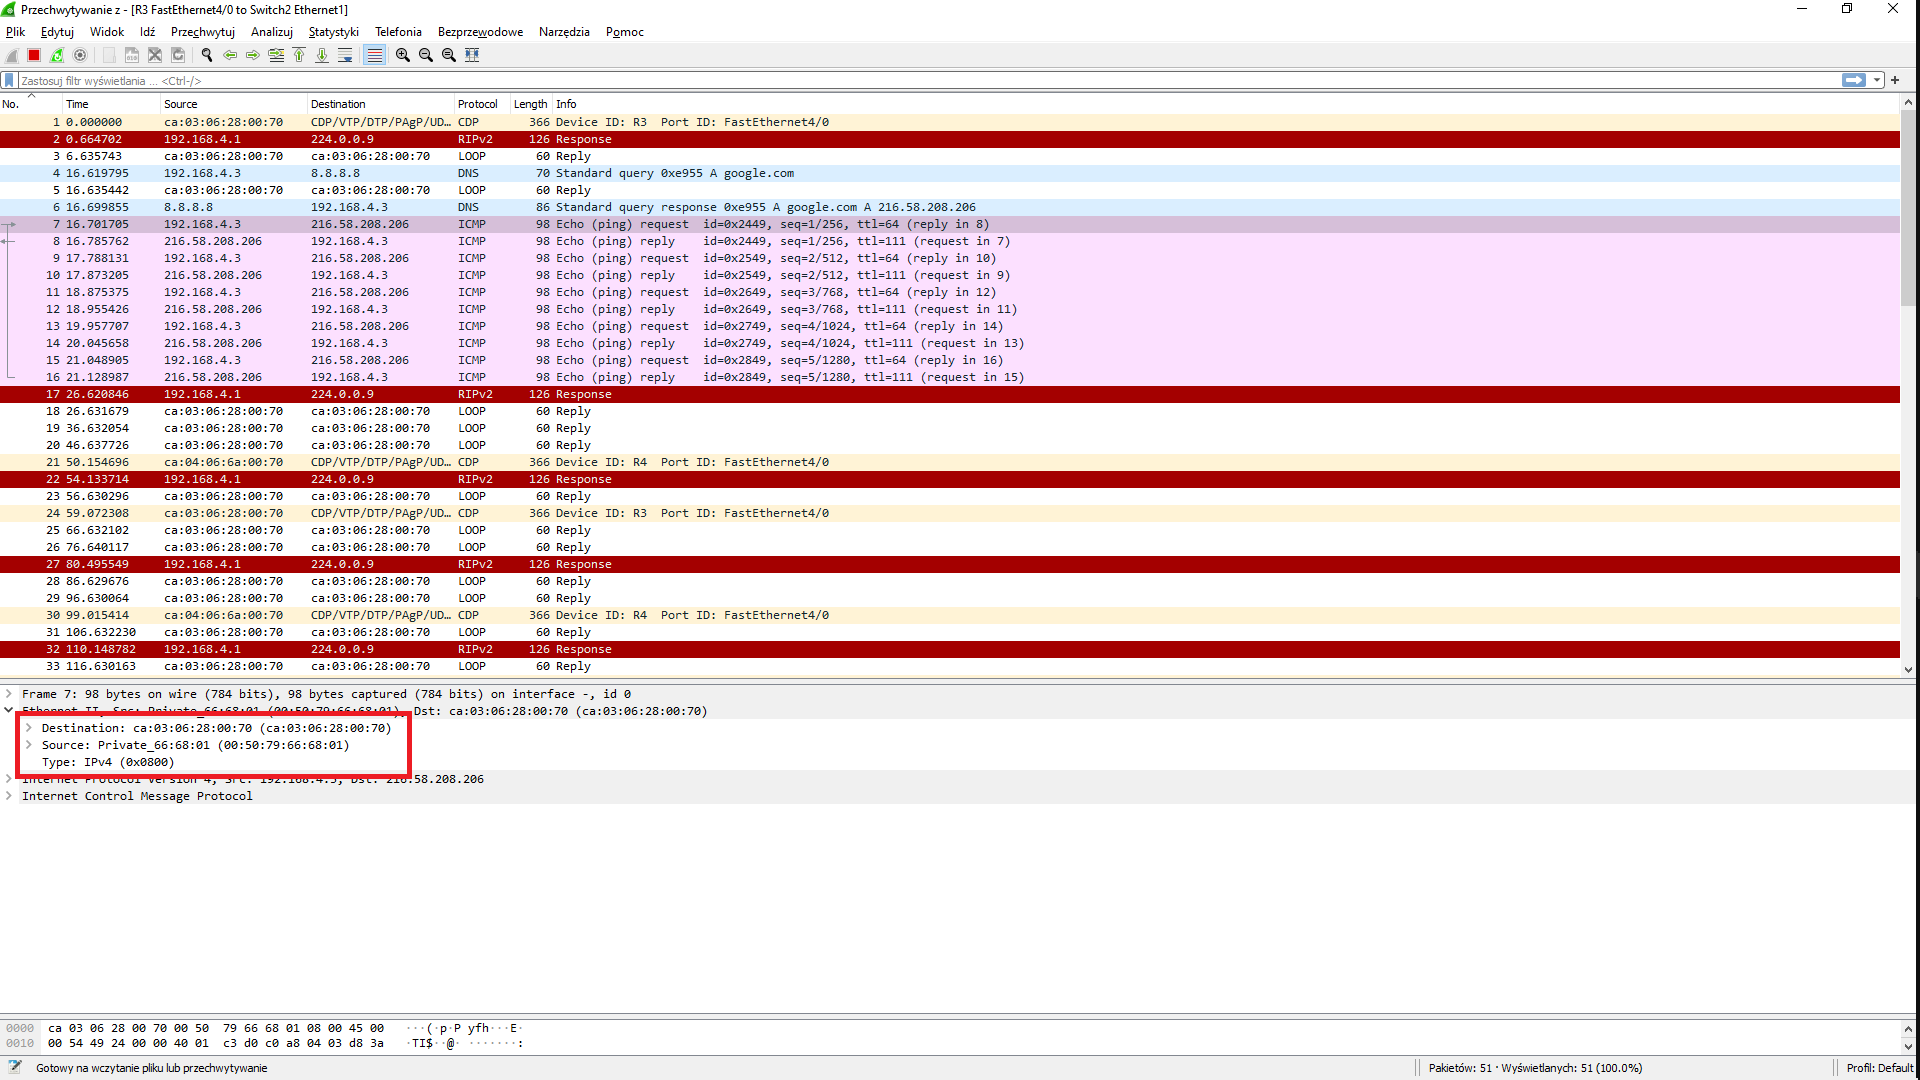 Przechwytywanie z - [R3 FastEthernet4/0 to Switch2 Ethernet1]
Plik Edytuj Widok Idź Przechwytuj Analizuj Statystyki Telefonia Bezprzewodowe Narzędzia Pomoc
Zastosuj filtr wyświetlania ... <Ctrl-/>
No. Time Source Destination Protocol Length Info
1 0.000000 ca:03:06:28:00:70 CDP/VTP/DTP/PAgP/UD… CDP 366 Device ID: R3 Port ID: FastEthernet4/0
2 0.664702 192.168.4.1 224.0.0.9 RIPv2 126 Response
3 6.635743 ca:03:06:28:00:70 ca:03:06:28:00:70 LOOP 60 Reply
4 16.619795 192.168.4.3 8.8.8.8 DNS 70 Standard query 0xe955 A google.com
5 16.635442 ca:03:06:28:00:70 ca:03:06:28:00:70 LOOP 60 Reply
6 16.699855 8.8.8.8 192.168.4.3 DNS 86 Standard query response 0xe955 A google.com A 216.58.208.206
7 16.701705 192.168.4.3 216.58.208.206 ICMP 98 Echo (ping) request id=0x2449, seq=1/256, ttl=64 (reply in 8)
8 16.785762 216.58.208.206 192.168.4.3 ICMP 98 Echo (ping) reply id=0x2449, seq=1/256, ttl=111 (request in 7)
9 17.788131 192.168.4.3 216.58.208.206 ICMP 98 Echo (ping) request id=0x2549, seq=2/512, ttl=64 (reply in 10)
10 17.873205 216.58.208.206 192.168.4.3 ICMP 98 Echo (ping) reply id=0x2549, seq=2/512, ttl=111 (request in 9)
11 18.875375 192.168.4.3 216.58.208.206 ICMP 98 Echo (ping) request id=0x2649, seq=3/768, ttl=64 (reply in 12)
12 18.955426 216.58.208.206 192.168.4.3 ICMP 98 Echo (ping) reply id=0x2649, seq=3/768, ttl=111 (request in 11)
13 19.957707 192.168.4.3 216.58.208.206 ICMP 98 Echo (ping) request id=0x2749, seq=4/1024, ttl=64 (reply in 14)
14 20.045658 216.58.208.206 192.168.4.3 ICMP 98 Echo (ping) reply id=0x2749, seq=4/1024, ttl=111 (request in 13)
15 21.048905 192.168.4.3 216.58.208.206 ICMP 98 Echo (ping) request id=0x2849, seq=5/1280, ttl=64 (reply in 16)
16 21.128987 216.58.208.206 192.168.4.3 ICMP 98 Echo (ping) reply id=0x2849, seq=5/1280, ttl=111 (request in 15)
17 26.620846 192.168.4.1 224.0.0.9 RIPv2 126 Response
18 26.631679 ca:03:06:28:00:70 ca:03:06:28:00:70 LOOP 60 Reply
19 36.632054 ca:03:06:28:00:70 ca:03:06:28:00:70 LOOP 60 Reply
20 46.637726 ca:03:06:28:00:70 ca:03:06:28:00:70 LOOP 60 Reply
21 50.154696 ca:04:06:6a:00:70 CDP/VTP/DTP/PAgP/UD… CDP 366 Device ID: R4 Port ID: FastEthernet4/0
22 54.133714 192.168.4.1 224.0.0.9 RIPv2 126 Response
23 56.630296 ca:03:06:28:00:70 ca:03:06:28:00:70 LOOP 60 Reply
24 59.072308 ca:03:06:28:00:70 CDP/VTP/DTP/PAgP/UD… CDP 366 Device ID: R3 Port ID: FastEthernet4/0
25 66.632102 ca:03:06:28:00:70 ca:03:06:28:00:70 LOOP 60 Reply
26 76.640117 ca:03:06:28:00:70 ca:03:06:28:00:70 LOOP 60 Reply
27 80.495549 192.168.4.1 224.0.0.9 RIPv2 126 Response
28 86.629676 ca:03:06:28:00:70 ca:03:06:28:00:70 LOOP 60 Reply
29 96.630064 ca:03:06:28:00:70 ca:03:06:28:00:70 LOOP 60 Reply
30 99.015414 ca:04:06:6a:00:70 CDP/VTP/DTP/PAgP/UD… CDP 366 Device ID: R4 Port ID: FastEthernet4/0
31 106.632230 ca:03:06:28:00:70 ca:03:06:28:00:70 LOOP 60 Reply
32 110.148782 192.168.4.1 224.0.0.9 RIPv2 126 Response
33 116.630163 ca:03:06:28:00:70 ca:03:06:28:00:70 LOOP 60 Reply
Frame 7: 98 bytes on wire (784 bits), 98 bytes captured (784 bits) on interface -, id 0
Ethernet II, Src: Private_66:68:01 (00:50:79:66:68:01), Dst: ca:03:06:28:00:70 (ca:03:06:28:00:70)
Destination: ca:03:06:28:00:70 (ca:03:06:28:00:70)
Source: Private_66:68:01 (00:50:79:66:68:01)
Type: IPv4 (0x0800)
Internet Protocol Version 4, Src: 192.168.4.3, Dst: 216.58.208.206
Internet Control Message Protocol
0000 ca 03 06 28 00 70 00 50 79 66 68 01 08 00 45 00 ···(·p·P yfh···E·
0010 00 54 49 24 00 00 40 01 c3 d0 c0 a8 04 03 d8 3a ·TI$··@· ·······:
Gotowy na wczytanie pliku lub przechwytywanie
Pakietów: 51 · Wyświetlanych: 51 (100.0%)
Profil: Default